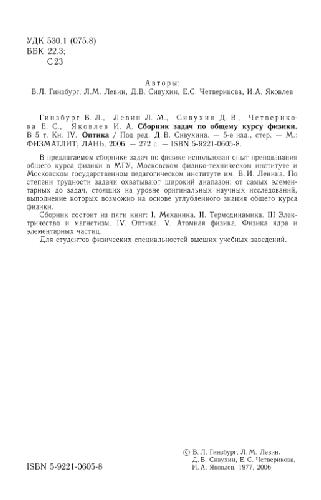 УДК 530.1 (075.8)
ББК 22.3;
С23
Авторы:
В.Л. Гинзбург, Л.М. Левин, Д.В. Сивухин, Е.С. Четверикова, И.А. Яковлев
Гинзбург В. Л., Левин Л. М., Сивухин Д. В., Четверико-
ва Е. С., Яковлев И. А. Сборник задач по общему курсу физики.
В 5 т. Кн. IV. Оптика / Под ред. Д.В. Сивухина. — 5-е изд., стер. — М.:
ФИЗМАТЛИТ; ЛАНЬ, 2006. — 272 с. — ISBN 5-9221-0605-8.
В предлагаемом сборнике задач по физике использован опыт преподавания
общего курса физики в МГУ, Московском физико-техническом институте и
Московском государственном педагогическом институте им. В.И. Ленина. По
степени трудности задачи охватывают широкий диапазон: от самых элемен-
тарных до задач, стоящих на уровне оригинальных научных исследований,
выполнение которых возможно на основе углубленного знания общего курса
физики.
Сборник состоит из пяти книг: I. Механика. II. Термодинамика. III. Элек-
тричество и магнетизм. IV. Оптика. V. Атомная физика. Физика ядра и
элементарных частиц.
Для студентов физических специальностей высших учебных заведений.
© В. Л. Гинзбург, Л. М. Левин,
Д. В. Сивухин, Е. С. Четверикова,
И. А. Яковлев, 1977, 2006
ISBN 5-9221-0605-8